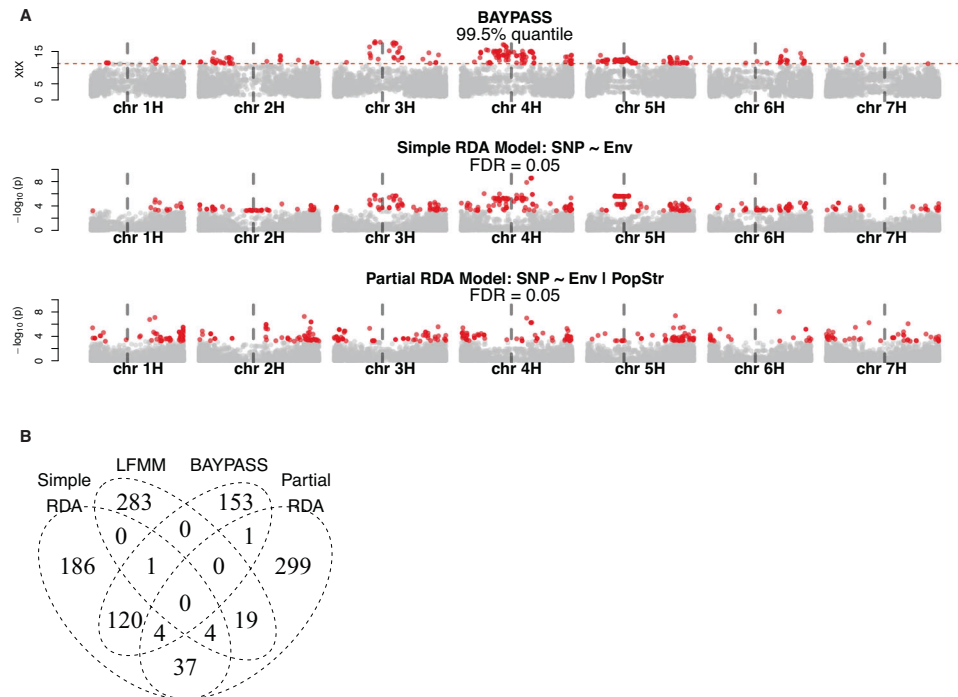 A
BAYPASS
99.5% quantile
XtX
15
10
5
0
chr 1H chr 2H chr 3H chr 4H chr 5H chr 6H chr 7H
Simple RDA Model: SNP ~ Env
FDR = 0.05
− log₁₀ (p)
8
4
0
chr 1H chr 2H chr 3H chr 4H chr 5H chr 6H chr 7H
Partial RDA Model: SNP ~ Env | PopStr
FDR = 0.05
− log₁₀ (p)
8
4
0
chr 1H chr 2H chr 3H chr 4H chr 5H chr 6H chr 7H
B
LFMM BAYPASS
Simple Partial
RDA 283 153 RDA
0 0 1
186 1 0 299
0
120 19
4 4
37